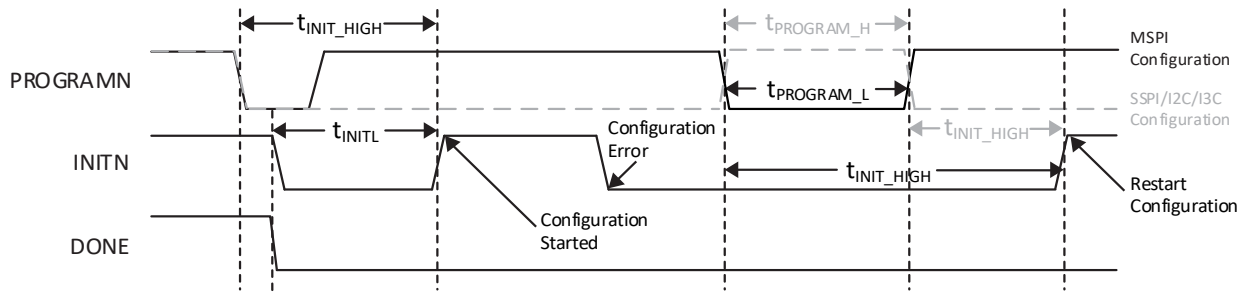 tINIT_HIGH
tPROGRAM_H
MSPI
Configuration
PROGRAMN
tPROGRAM_L
SSPI/I2C/I3C
Configuration
tINITL
Configuration
Error
tINIT_HIGH
INITN
tINIT_HIGH
Restart
Configuration
Configuration
Started
DONE